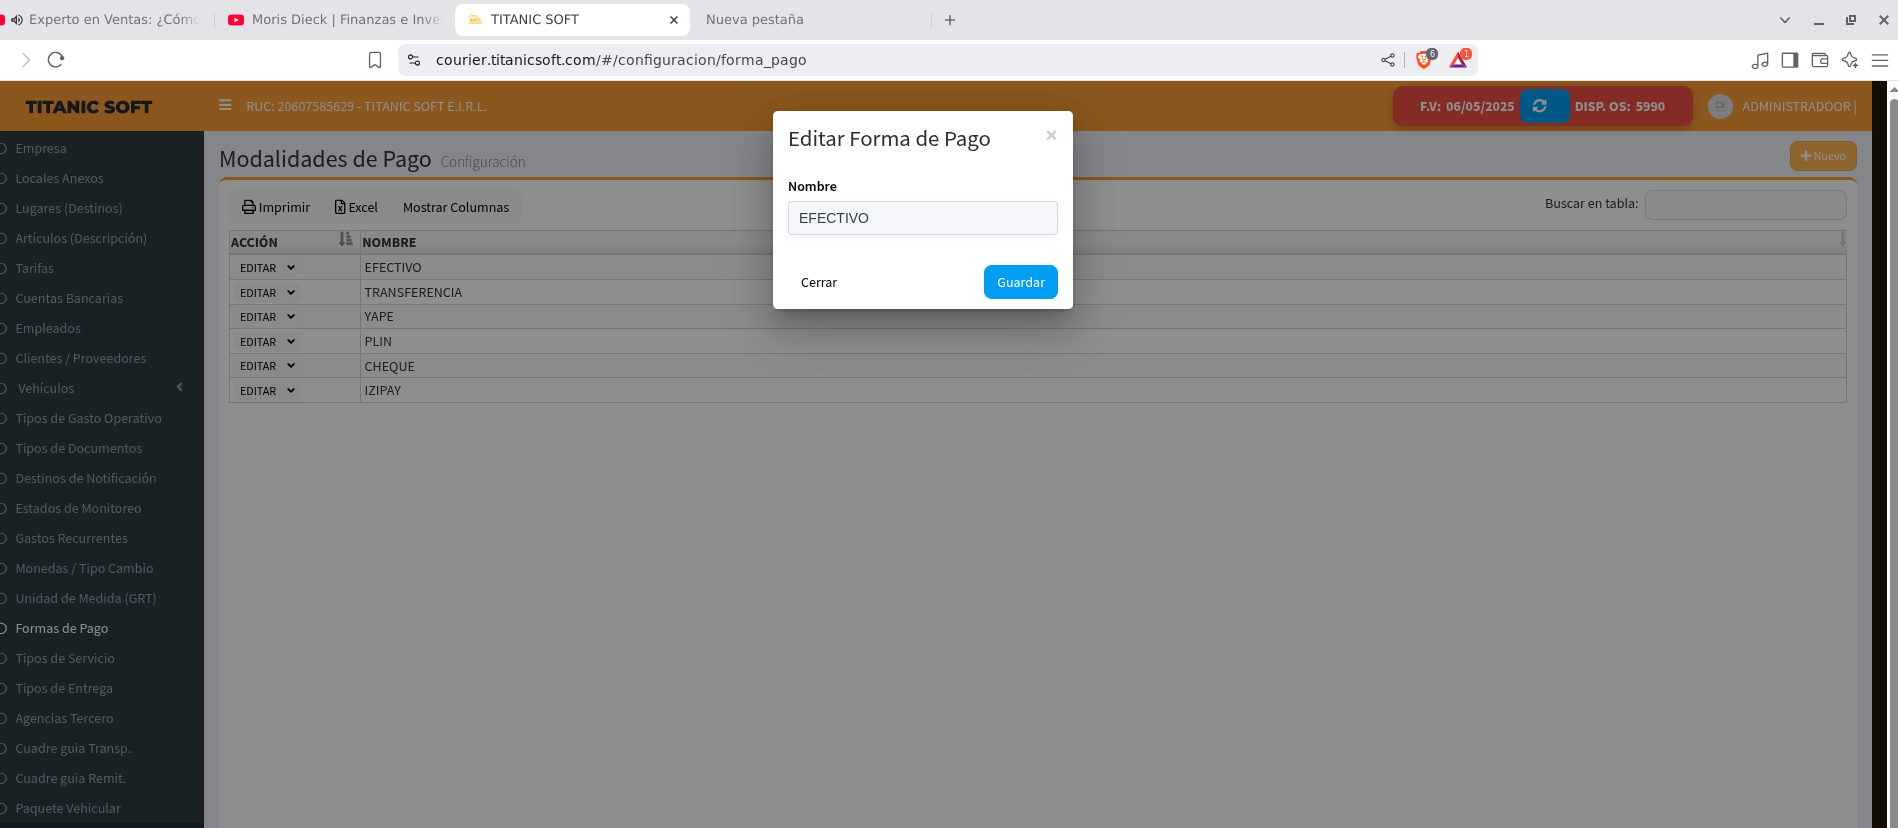 Experto en Ventas: ¿Cómo
Moris Dieck | Finanzas e Inve
TITANIC SOFT
Nueva pestaña
courier.titanicsoft.com/#/configuracion/forma_pago
6
1
TITANIC SOFT
RUC: 20607585629 - TITANIC SOFT E.I.R.L.
F.V: 06/05/2025
DISP. OS: 5990
ADMINISTRADOOR |
Empresa
Locales Anexos
Lugares (Destinos)
Artículos (Descripción)
Tarifas
Cuentas Bancarias
Empleados
Clientes / Proveedores
Vehículos
Tipos de Gasto Operativo
Tipos de Documentos
Destinos de Notificación
Estados de Monitoreo
Gastos Recurrentes
Monedas / Tipo Cambio
Unidad de Medida (GRT)
Formas de Pago
Tipos de Servicio
Tipos de Entrega
Agencias Tercero
Cuadre guia Transp.
Cuadre guia Remit.
Paquete Vehicular
Modalidades de Pago Configuración
Nuevo
Imprimir
Excel
Mostrar Columnas
Buscar en tabla:
ACCIÓN NOMBRE
EDITAR EFECTIVO
EDITAR TRANSFERENCIA
EDITAR YAPE
EDITAR PLIN
EDITAR CHEQUE
EDITAR IZIPAY
Editar Forma de Pago
×
Nombre
EFECTIVO
Cerrar
Guardar